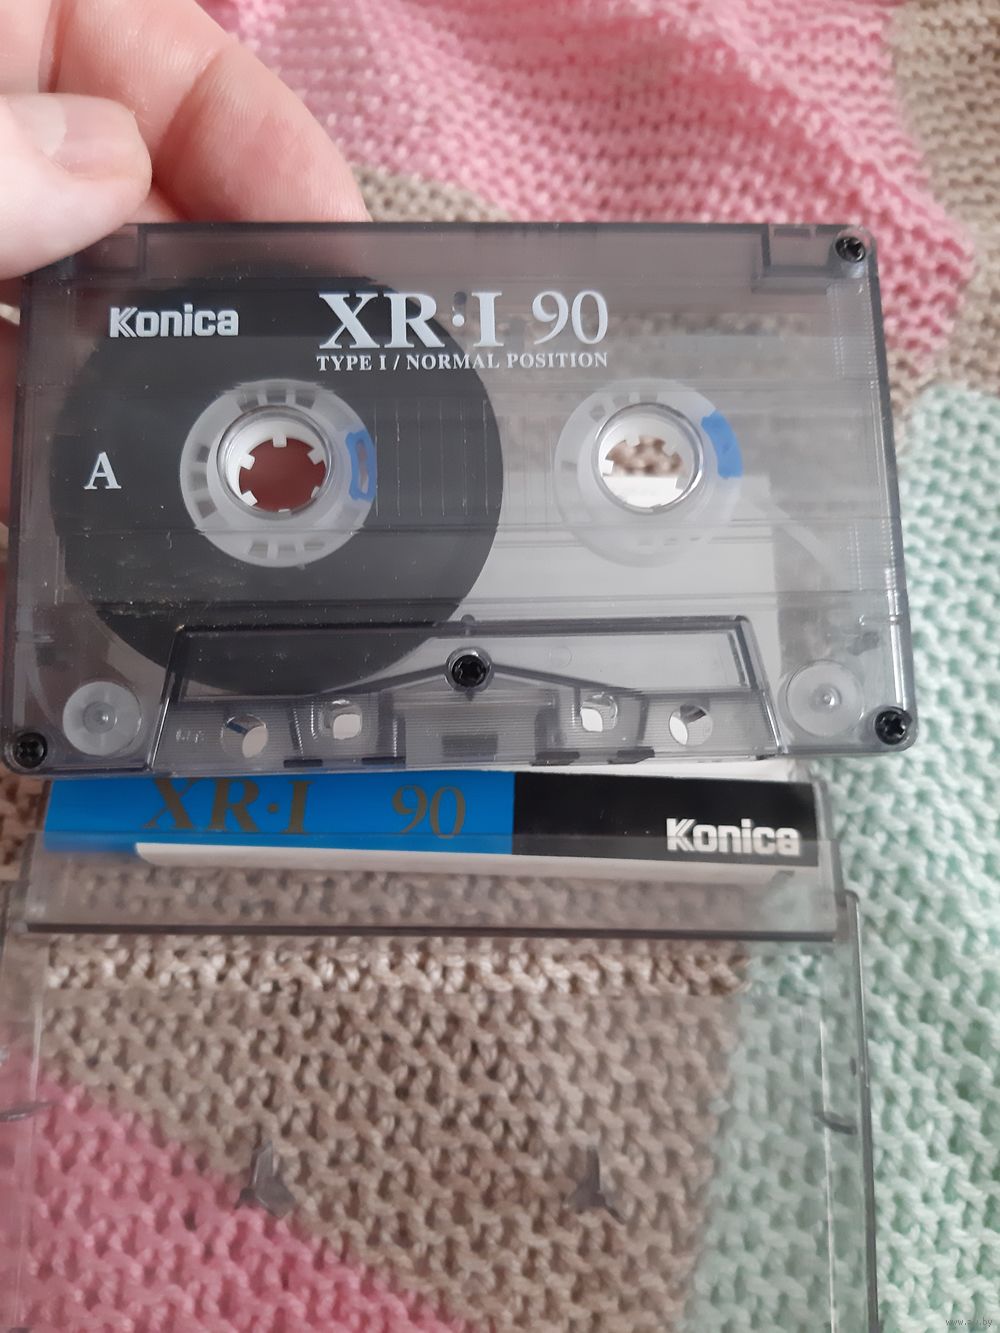 Konica
XR·I 90
TYPE I / NORMAL POSITION
A
XR·I 90
Konica